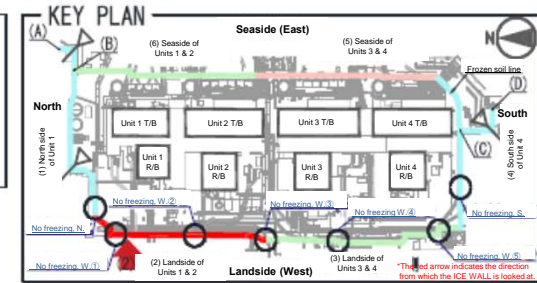 KEY PLAN
Seaside (East)
N
(A)
(B)
(6) Seaside of
Units 1 & 2
(5) Seaside of
Units 3 & 4
Frozen soil line
(D)
North
South
(1) North side
of Unit 1
Unit 1 T/B
Unit 2 T/B
Unit 3 T/B
Unit 4 T/B
(C)
(4) South side
of Unit 4
Unit 1
R/B
Unit 2
R/B
Unit 3
R/B
Unit 4
R/B
No freezing, W.②
No freezing, W.③
No freezing W.④
No freezing, S.
No freezing, N.
No freezing, W.①
(2)
(2) Landside of
Units 1 & 2
(3) Landside of
Units 3 & 4
No freezing, W.⑤
Landside (West)
*The red arrow indicates the direction
from which the ICE WALL is looked at.